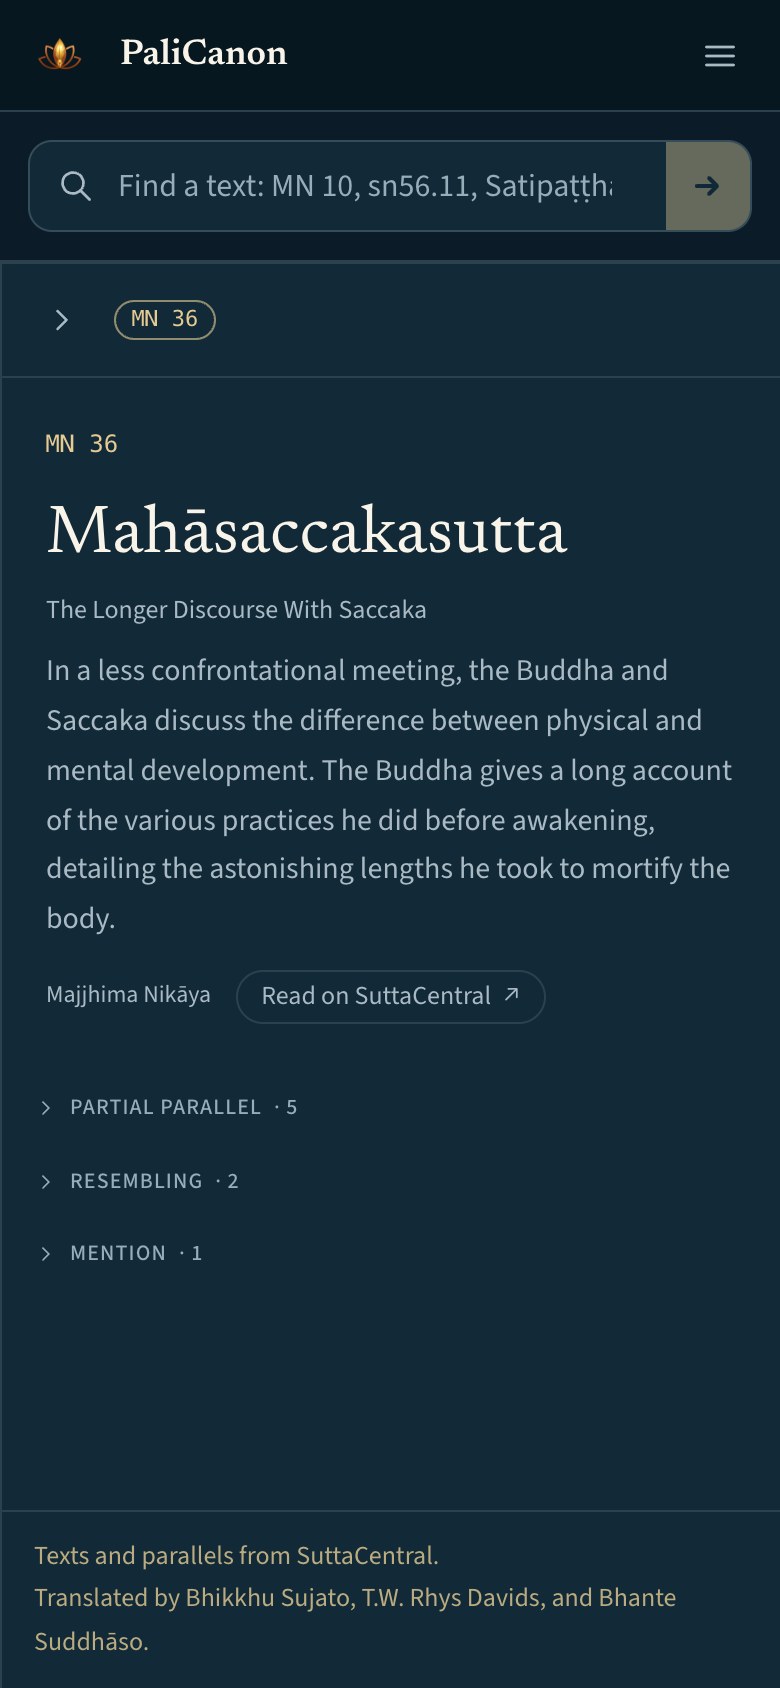 PaliCanon
Find a text: MN 10, sn56.11, Satipaṭṭh
MN 36
MN 36
Mahāsaccakasutta
The Longer Discourse With Saccaka
In a less confrontational meeting, the Buddha and
Saccaka discuss the difference between physical and
mental development. The Buddha gives a long account
of the various practices he did before awakening,
detailing the astonishing lengths he took to mortify the
body.
Majjhima Nikāya
Read on SuttaCentral ↗
PARTIAL PARALLEL · 5
RESEMBLING · 2
MENTION · 1
Texts and parallels from SuttaCentral.
Translated by Bhikkhu Sujato, T.W. Rhys Davids, and Bhante
Suddhāso.